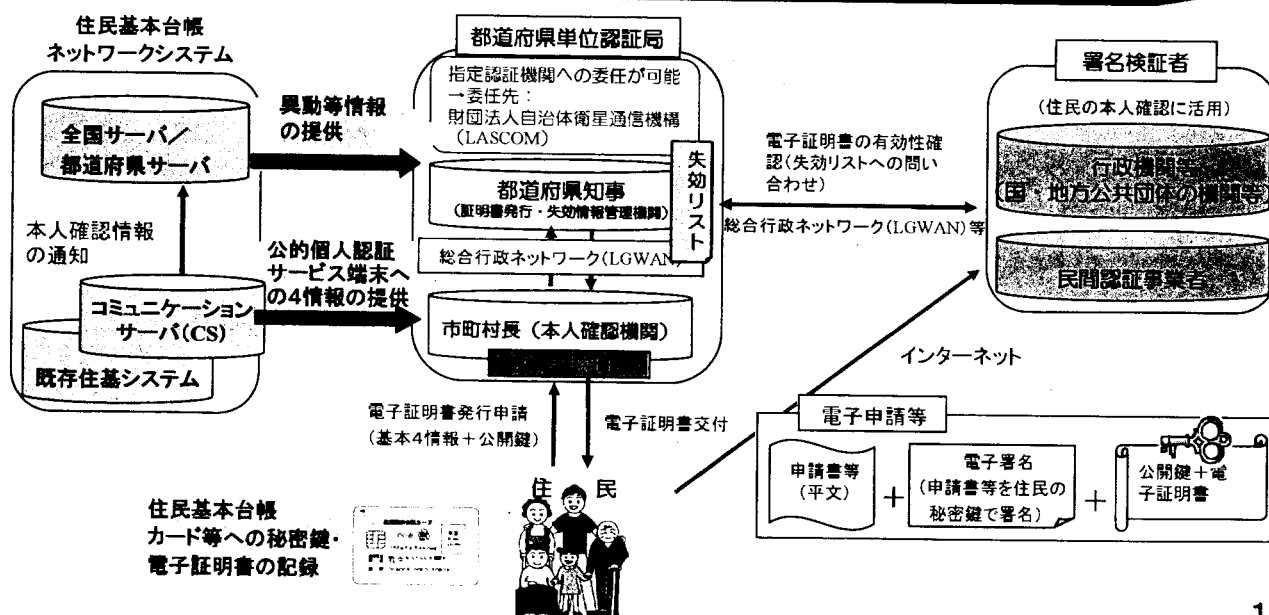 住民基本台帳
ネットワークシステム
全国サーバ/
都道府県サーバ
本人確認情報
の通知
コミュニケーション
サーバ(CS)
既存住基システム
異動等情報
の提供
公的個人認証
サービス端末へ
の4情報の提供
都道府県単位認証局
指定認証機関への委任が可能
→委任先:
財団法人自治体衛星通信機構
(LASCOM)
都道府県知事
(証明書発行・失効情報管理機関)
失効リスト
総合行政ネットワーク(LGWAN)
市町村長(本人確認機関)
電子証明書発行申請
(基本4情報+公開鍵)
電子証明書交付
住民
住民基本台帳
カード等への秘密鍵・
電子証明書の記録
電子証明書の有効性確
認(失効リストへの問い
合わせ)
総合行政ネットワーク(LGWAN)等
インターネット
署名検証者
(住民の本人確認に活用)
行政機関等
(国・地方公共団体の機関等)
民間認証事業者
電子申請等
申請書等
(平文)
+
電子署名
(申請書等を住民の
秘密鍵で署名)
+
公開鍵+電
子証明書
1